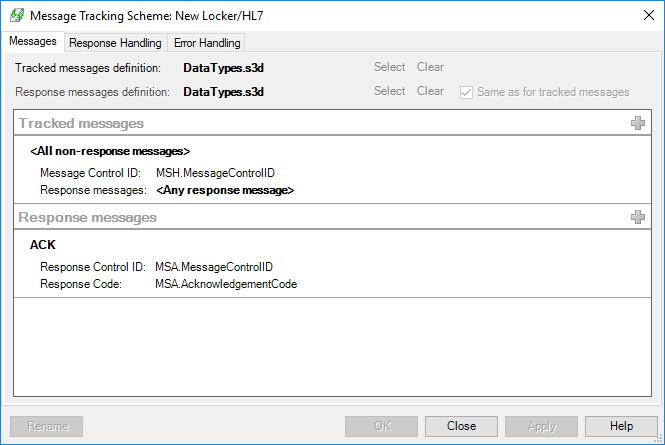 Message Tracking Scheme: New Locker/HL7
Messages Response Handling Error Handling
Tracked messages definition: DataTypes.s3d Select Clear
Response messages definition: DataTypes.s3d Select Clear Same as for tracked messages
Tracked messages
<All non-response messages>
Message Control ID: MSH.MessageControlID
Response messages: <Any response message>
Response messages
ACK
Response Control ID: MSA.MessageControlID
Response Code: MSA.AcknowledgementCode
Rename OK Close Apply Help